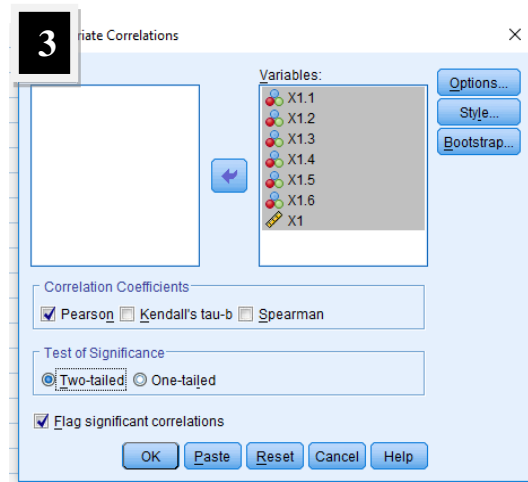 3
riate Correlations
Variables:
X1.1
X1.2
X1.3
X1.4
X1.5
X1.6
X1
Options...
Style...
Bootstrap...
Correlation Coefficients
Pearson Kendall's tau-b Spearman
Test of Significance
Two-tailed One-tailed
Flag significant correlations
OK Paste Reset Cancel Help